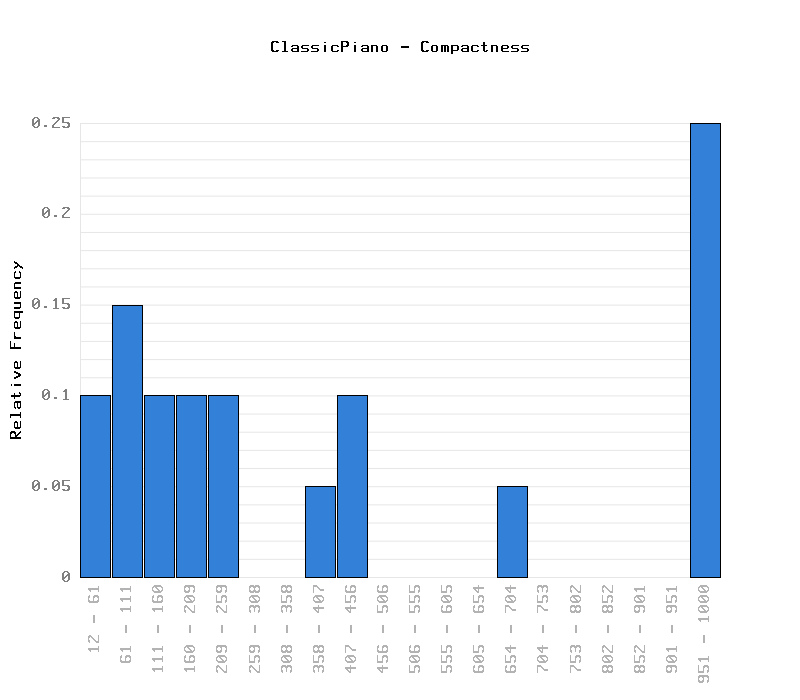 ClassicPiano - Compactness
Relative Frequency
0.25
0.2
0.15
0.1
0.05
0
12 - 61
61 - 111
111 - 160
160 - 209
209 - 259
259 - 308
308 - 358
358 - 407
407 - 456
456 - 506
506 - 555
555 - 605
605 - 654
654 - 704
704 - 753
753 - 802
802 - 852
852 - 901
901 - 951
951 - 1000